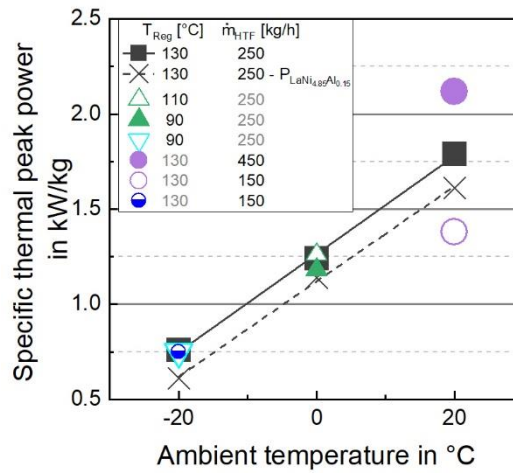 T_Reg [°C] ṁ_HTF [kg/h]
130 250
130 250 - P_LaNi4.85Al0.15
110 250
90 250
90 250
130 450
130 150
130 150
2.5
2.0
1.5
1.0
0.5
-20 0 20
Specific thermal peak power
in kW/kg
Ambient temperature in °C